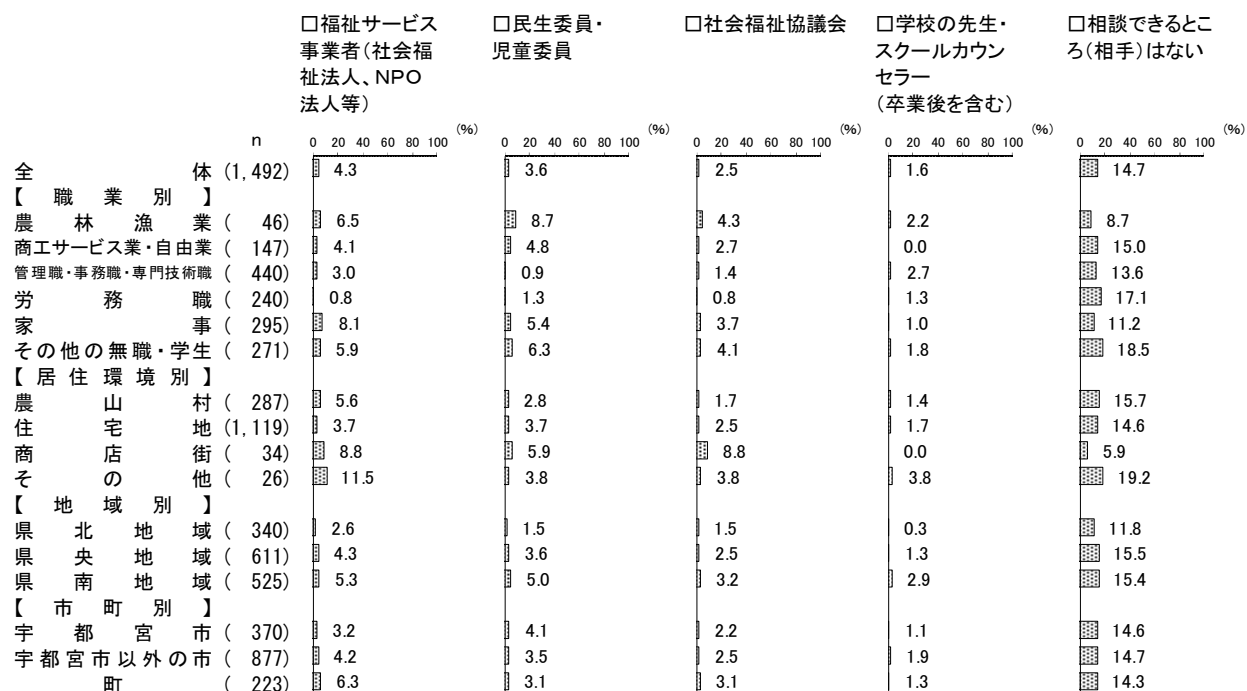 □福祉サービス
事業者（社会福
祉法人、NPO
法人等）
□民生委員・
児童委員
□社会福祉協議会
□学校の先生・
スクールカウン
セラー
（卒業後を含む）
□相談できるとこ
ろ（相手）はない
n 0 20 40 60 80 100 (%) 0 20 40 60 80 100 (%) 0 20 40 60 80 100 (%) 0 20 40 60 80 100 (%) 0 20 40 60 80 100 (%)
全体 (1,492) 4.3 3.6 2.5 1.6 14.7
【職業別】
農林漁業 ( 46) 6.5 8.7 4.3 2.2 8.7
商工サービス業・自由業 ( 147) 4.1 4.8 2.7 0.0 15.0
管理職・事務職・専門技術職 ( 440) 3.0 0.9 1.4 2.7 13.6
労務職 ( 240) 0.8 1.3 0.8 1.3 17.1
家事 ( 295) 8.1 5.4 3.7 1.0 11.2
その他の無職・学生 ( 271) 5.9 6.3 4.1 1.8 18.5
【居住環境別】
農山村 ( 287) 5.6 2.8 1.7 1.4 15.7
住宅地 (1,119) 3.7 3.7 2.5 1.7 14.6
商店街 ( 34) 8.8 5.9 8.8 0.0 5.9
その他 ( 26) 11.5 3.8 3.8 3.8 19.2
【地域別】
県北地域 ( 340) 2.6 1.5 1.5 0.3 11.8
県央地域 ( 611) 4.3 3.6 2.5 1.3 15.5
県南地域 ( 525) 5.3 5.0 3.2 2.9 15.4
【市町別】
宇都宮市 ( 370) 3.2 4.1 2.2 1.1 14.6
宇都宮市以外の市 ( 877) 4.2 3.5 2.5 1.9 14.7
町 ( 223) 6.3 3.1 3.1 1.3 14.3